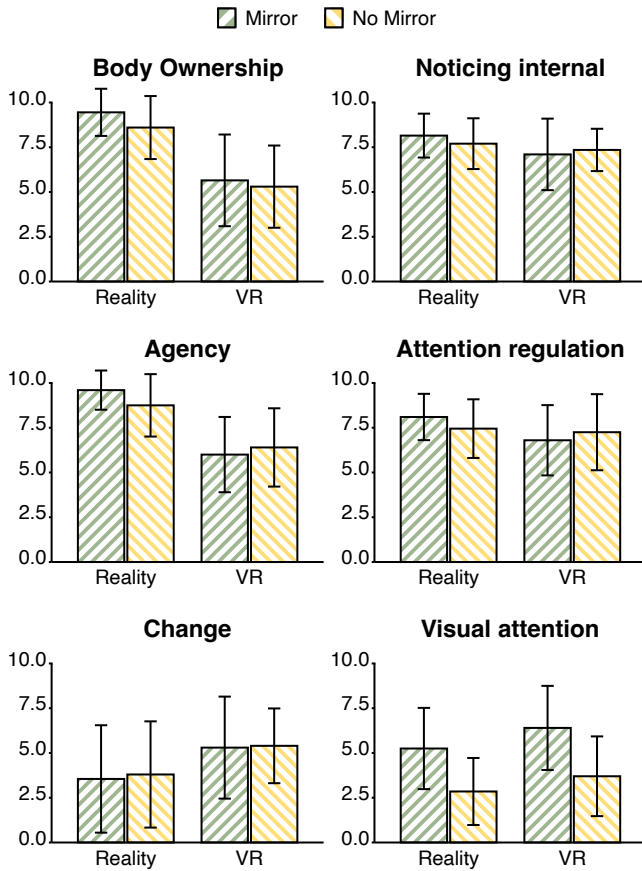 Mirror No Mirror
Body Ownership
10.0
7.5
5.0
2.5
0.0
Reality VR
Noticing internal
10.0
7.5
5.0
2.5
0.0
Reality VR
Agency
10.0
7.5
5.0
2.5
0.0
Reality VR
Attention regulation
10.0
7.5
5.0
2.5
0.0
Reality VR
Change
10.0
7.5
5.0
2.5
0.0
Reality VR
Visual attention
10.0
7.5
5.0
2.5
0.0
Reality VR